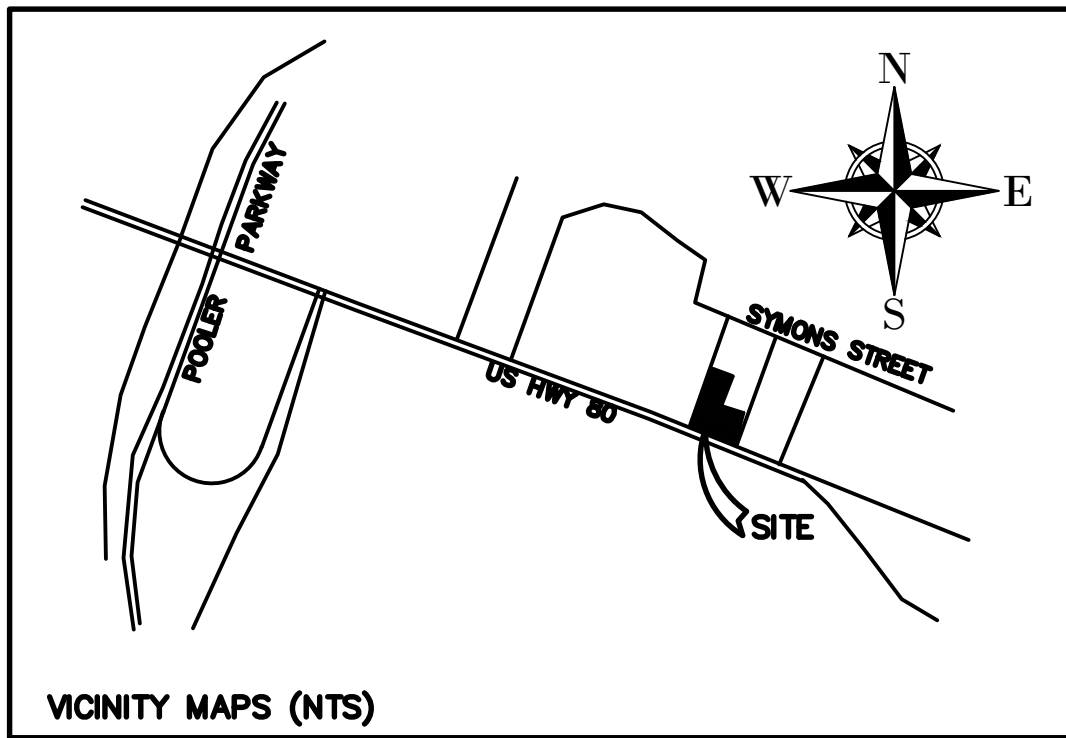 N
W E
S
PARKWAY
POOLER
SYMONS STREET
US HWY 80
SITE
VICINITY MAPS (NTS)